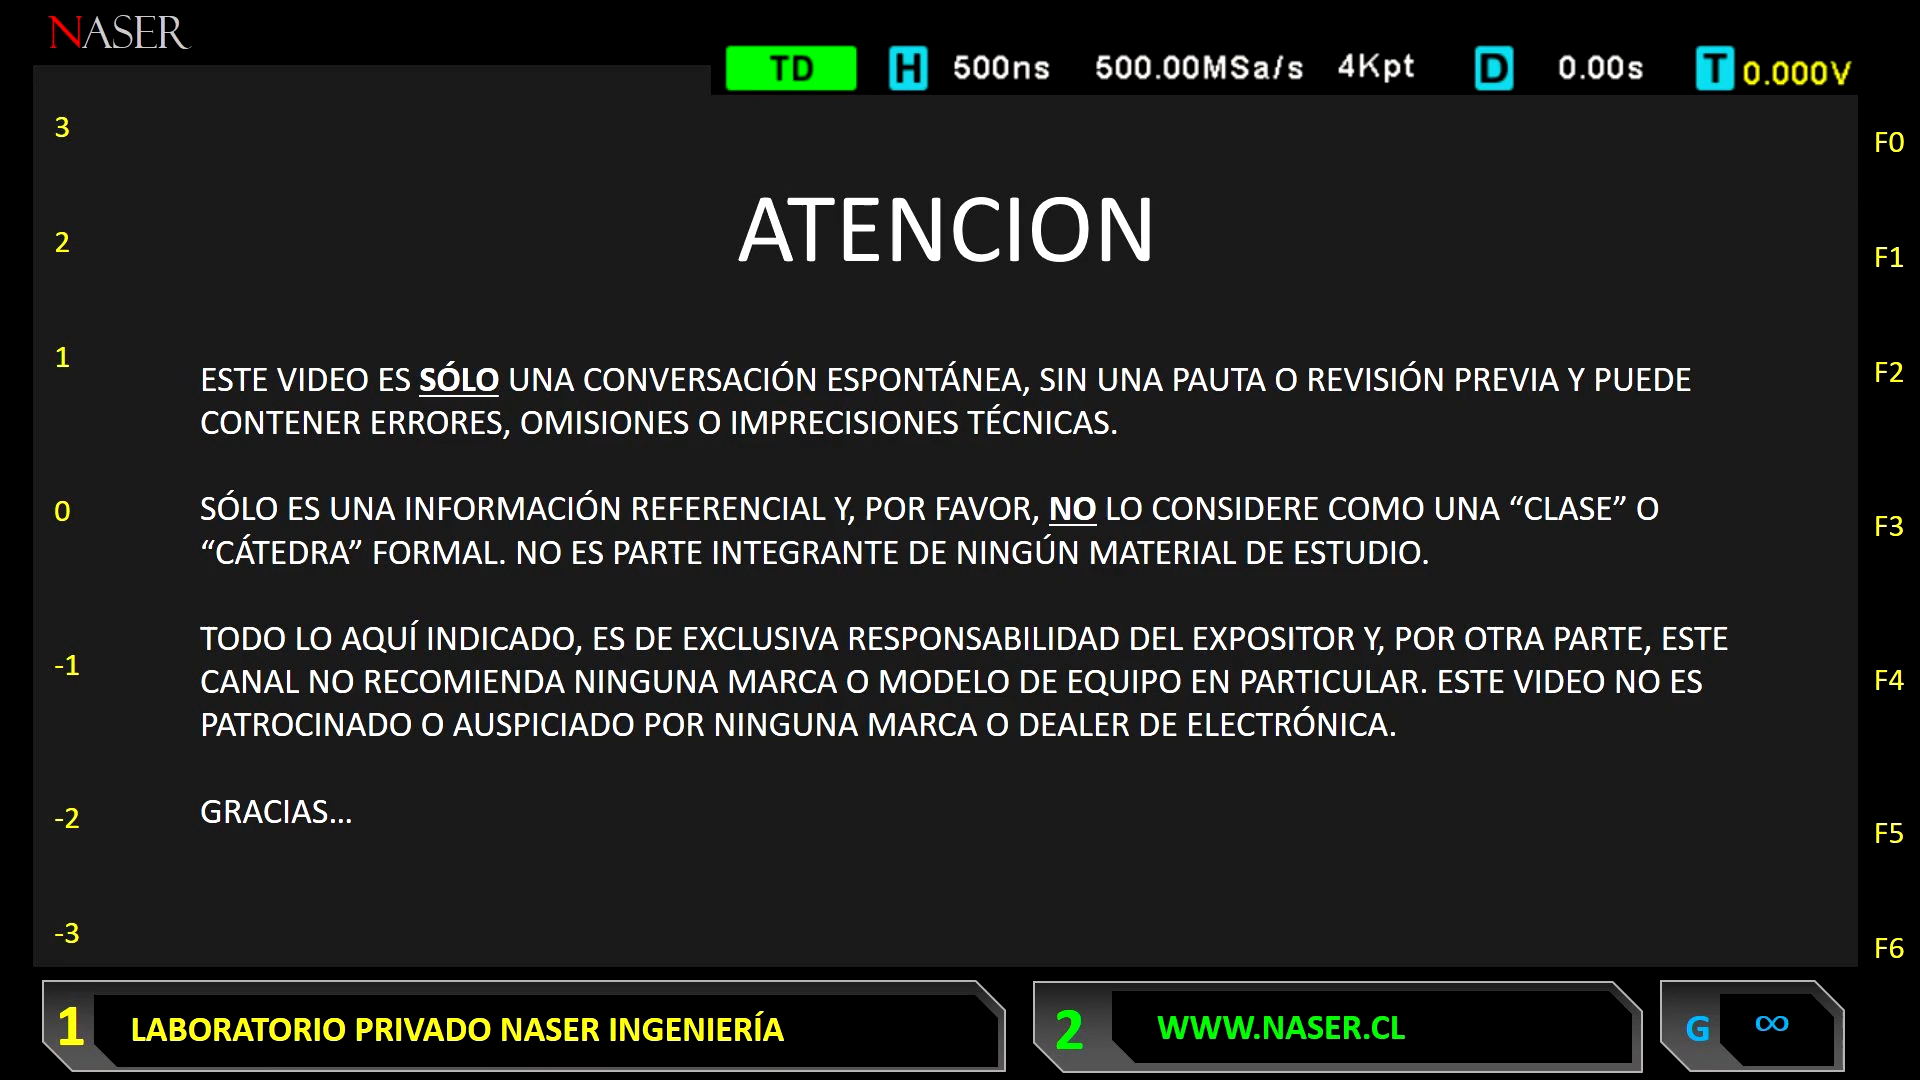 NASER
TD H 500ns 500.00MSa/s 4Kpt D 0.00s T 0.000V
3
2
1
0
-1
-2
-3
ATENCION
ESTE VIDEO ES SÓLO UNA CONVERSACIÓN ESPONTÁNEA, SIN UNA PAUTA O REVISIÓN PREVIA Y PUEDE
CONTENER ERRORES, OMISIONES O IMPRECISIONES TÉCNICAS.
SÓLO ES UNA INFORMACIÓN REFERENCIAL Y, POR FAVOR, NO LO CONSIDERE COMO UNA “CLASE” O
“CÁTEDRA” FORMAL. NO ES PARTE INTEGRANTE DE NINGÚN MATERIAL DE ESTUDIO.
TODO LO AQUÍ INDICADO, ES DE EXCLUSIVA RESPONSABILIDAD DEL EXPOSITOR Y, POR OTRA PARTE, ESTE
CANAL NO RECOMIENDA NINGUNA MARCA O MODELO DE EQUIPO EN PARTICULAR. ESTE VIDEO NO ES
PATROCINADO O AUSPICIADO POR NINGUNA MARCA O DEALER DE ELECTRÓNICA.
GRACIAS...
F0
F1
F2
F3
F4
F5
F6
1 LABORATORIO PRIVADO NASER INGENIERÍA
2 WWW.NASER.CL
G ∞